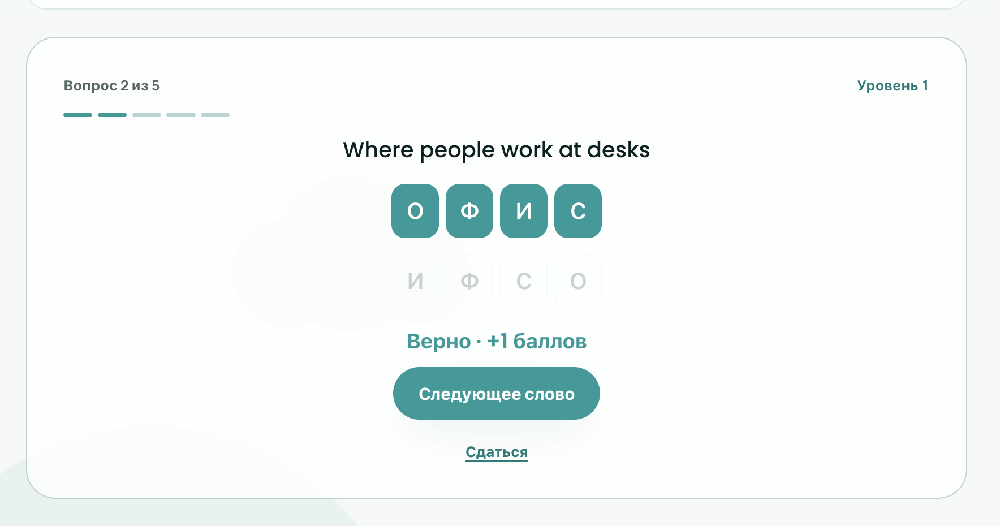 Вопрос 2 из 5
Уровень 1
Where people work at desks
О Ф И С
И Ф С О
Верно · +1 баллов
Следующее слово
Сдаться